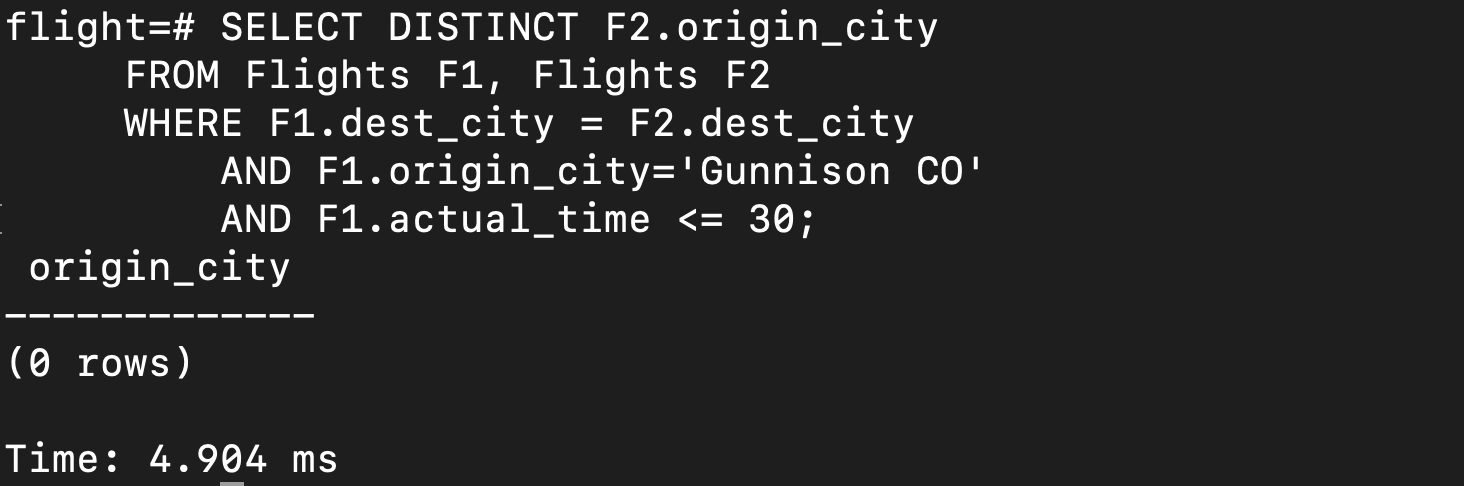 flight=# SELECT DISTINCT F2.origin_city
FROM Flights F1, Flights F2
WHERE F1.dest_city = F2.dest_city
AND F1.origin_city='Gunnison CO'
AND F1.actual_time <= 30;
origin_city
-------------
(0 rows)
Time: 4.904 ms